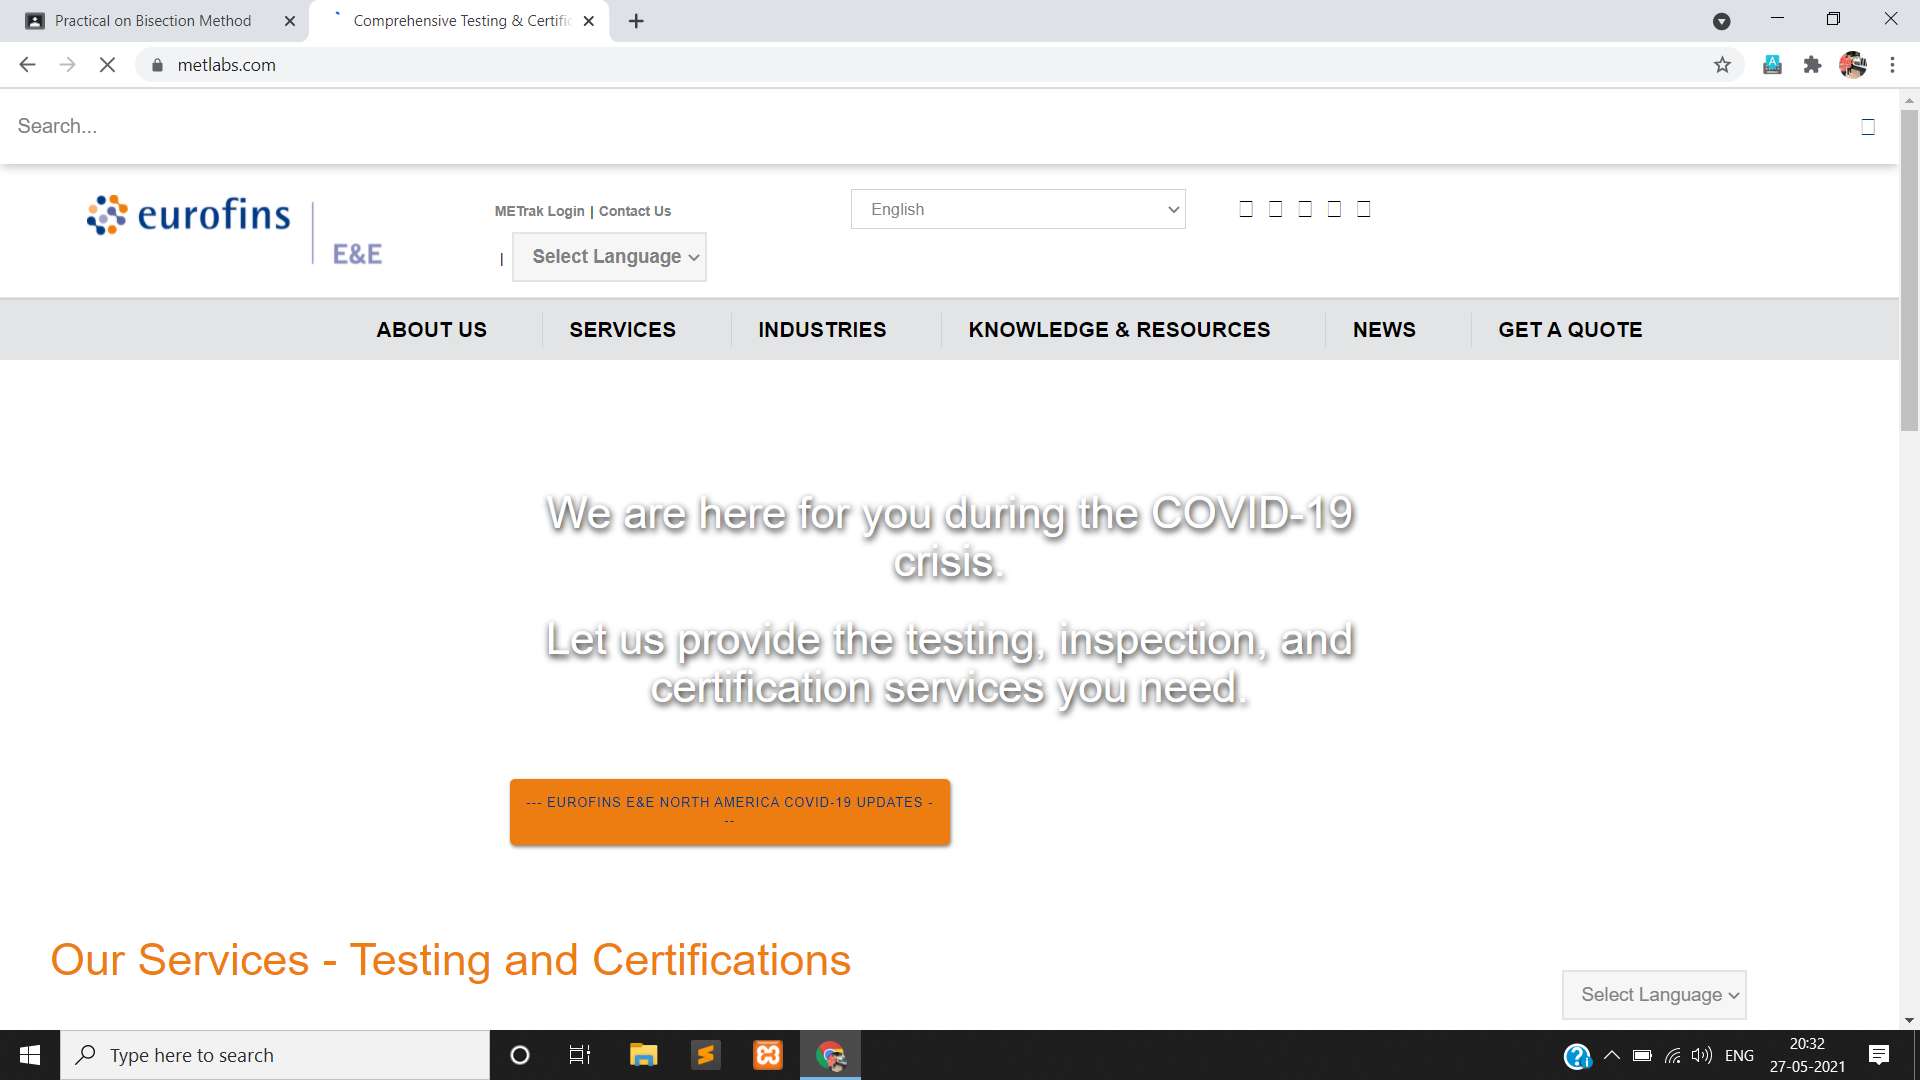 Practical on Bisection Method
Comprehensive Testing & Certific
metlabs.com
Search...
eurofins
E&E
METrak Login | Contact Us
| Select Language
English
ABOUT US
SERVICES
INDUSTRIES
KNOWLEDGE & RESOURCES
NEWS
GET A QUOTE
We are here for you during the COVID-19
crisis.
Let us provide the testing, inspection, and
certification services you need.
--- EUROFINS E&E NORTH AMERICA COVID-19 UPDATES -
--
Our Services - Testing and Certifications
Select Language
Type here to search
ENG
20:32
27-05-2021